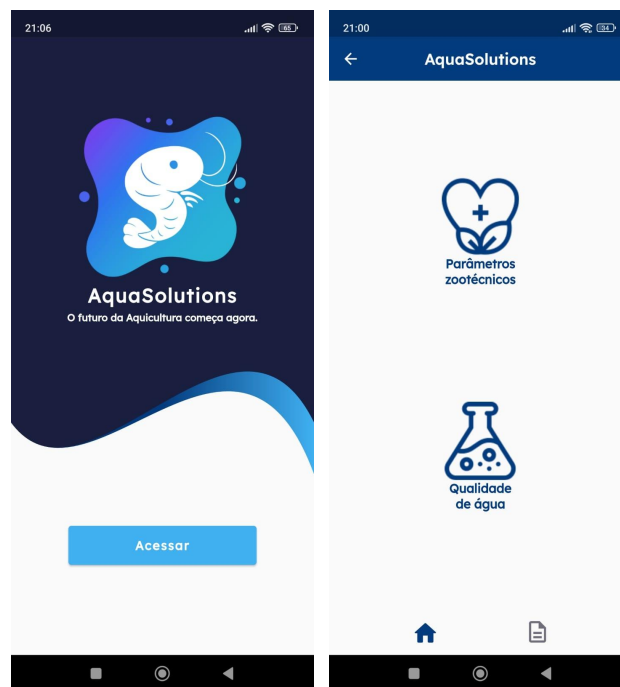 21:06
65
AquaSolutions
O futuro da Aquicultura começa agora.
Acessar
21:00
34
AquaSolutions
Parâmetros
zootécnicos
Qualidade
de água